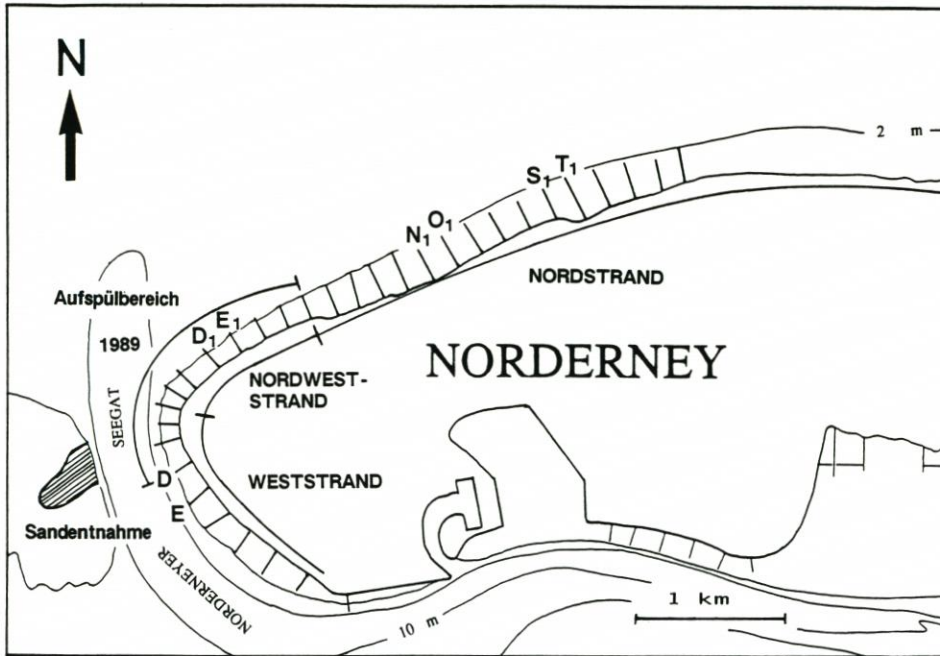 N
2 m
S₁ T₁
N₁ O₁
NORDSTRAND
Aufspülbereich
1989
D₁ E₁
NORDERNEY
NORDWEST-
STRAND
SEEGAT
WESTSTRAND
D
E
Sandentnahme
NORDERNEYER
10 m
1 km